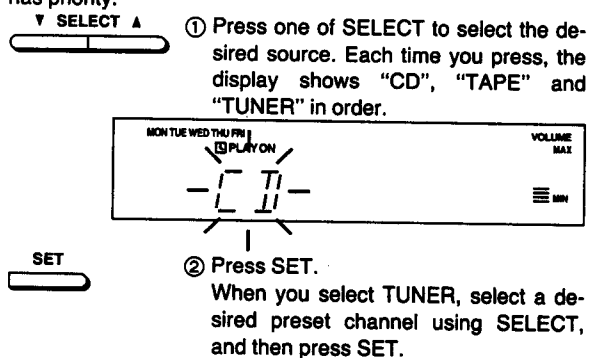 has priority.
▼ SELECT ▲
① Press one of SELECT to select the de-
sired source. Each time you press, the
display shows “CD”, “TAPE” and
“TUNER” in order.
MON TUE WED THU FRI
PLAY ON
VOLUME
MAX
CD
MIN
SET
② Press SET.
When you select TUNER, select a de-
sired preset channel using SELECT,
and then press SET.